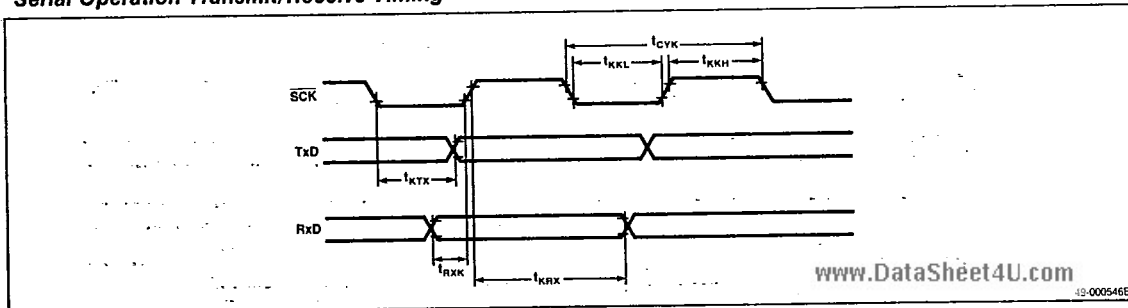 Serial Operation Transmit/Receive Timing
tCYK
tKKL
tKKH
SCK
TxD
tKTX
RxD
tRXK
tKRX
www.DataSheet4U.com
49-000546B